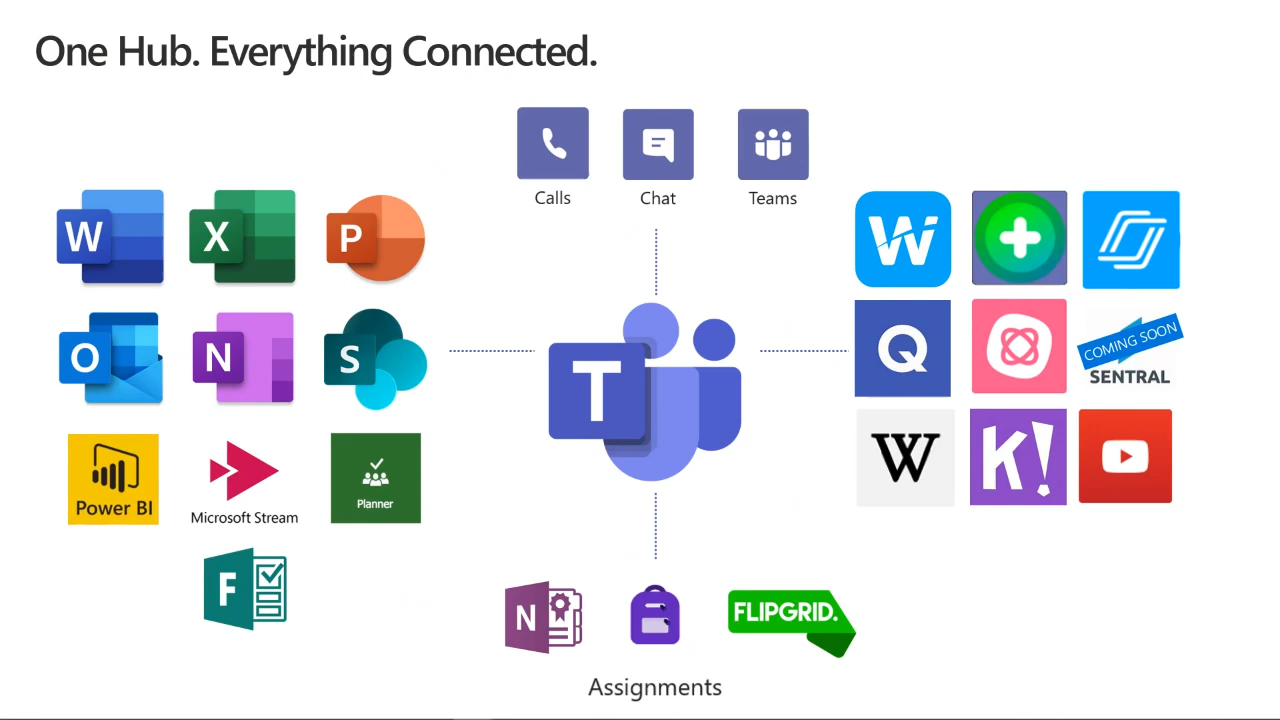 One Hub. Everything Connected.
Calls
Chat
Teams
W
X
P
W
O
N
S
T
Q
COMING SOON
SENTRAL
Power BI
Microsoft Stream
Planner
W
K!
F
N
FLIPGRID.
Assignments